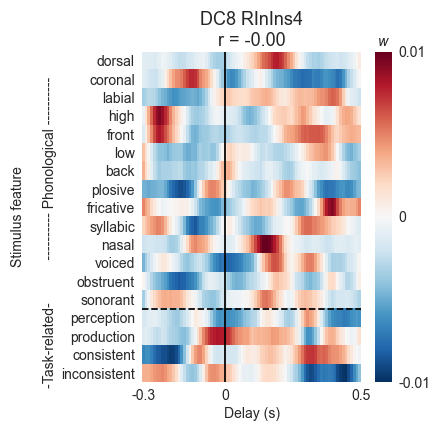 DC8 RInIns4
r = -0.00
w
dorsal
coronal
labial
high
front
low
back
plosive
fricative
syllabic
nasal
voiced
obstruent
sonorant
perception
production
consistent
inconsistent
Stimulus feature
---------- Phonological ----------
-Task-related-
0.01
0
-0.01
-0.3
0
0.5
Delay (s)